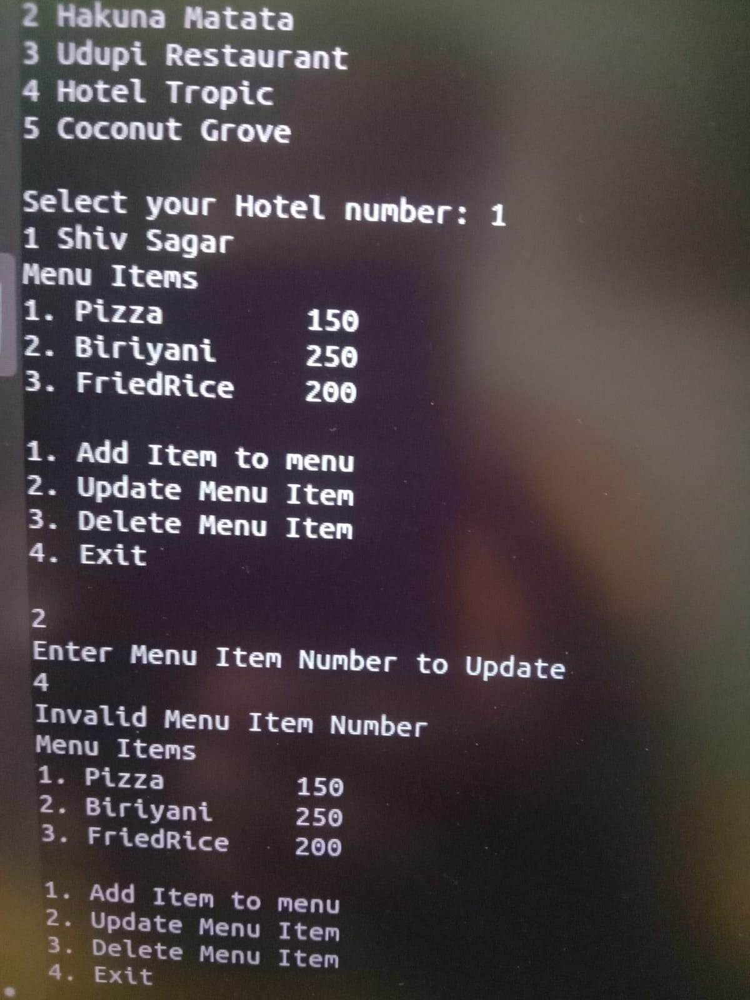 2 Hakuna Matata
3 Udupi Restaurant
4 Hotel Tropic
5 Coconut Grove
Select your Hotel number: 1
1 Shiv Sagar
Menu Items
1. Pizza 150
2. Biriyani 250
3. FriedRice 200
1. Add Item to menu
2. Update Menu Item
3. Delete Menu Item
4. Exit
2
Enter Menu Item Number to Update
4
Invalid Menu Item Number
Menu Items
1. Pizza 150
2. Biriyani 250
3. FriedRice 200
1. Add Item to menu
2. Update Menu Item
3. Delete Menu Item
4. Exit